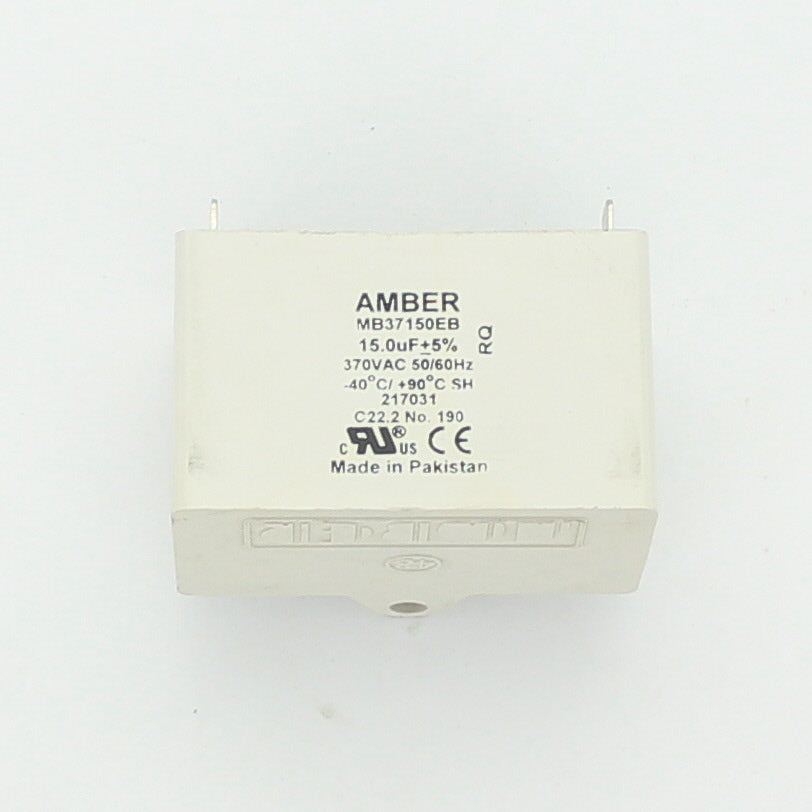 AMBER
MB37150EB
15.0uF±5%
RQ
370VAC 50/60Hz
-40°C/ +90°C SH
217031
C22.2 No. 190
c RU® US CE
Made in Pakistan